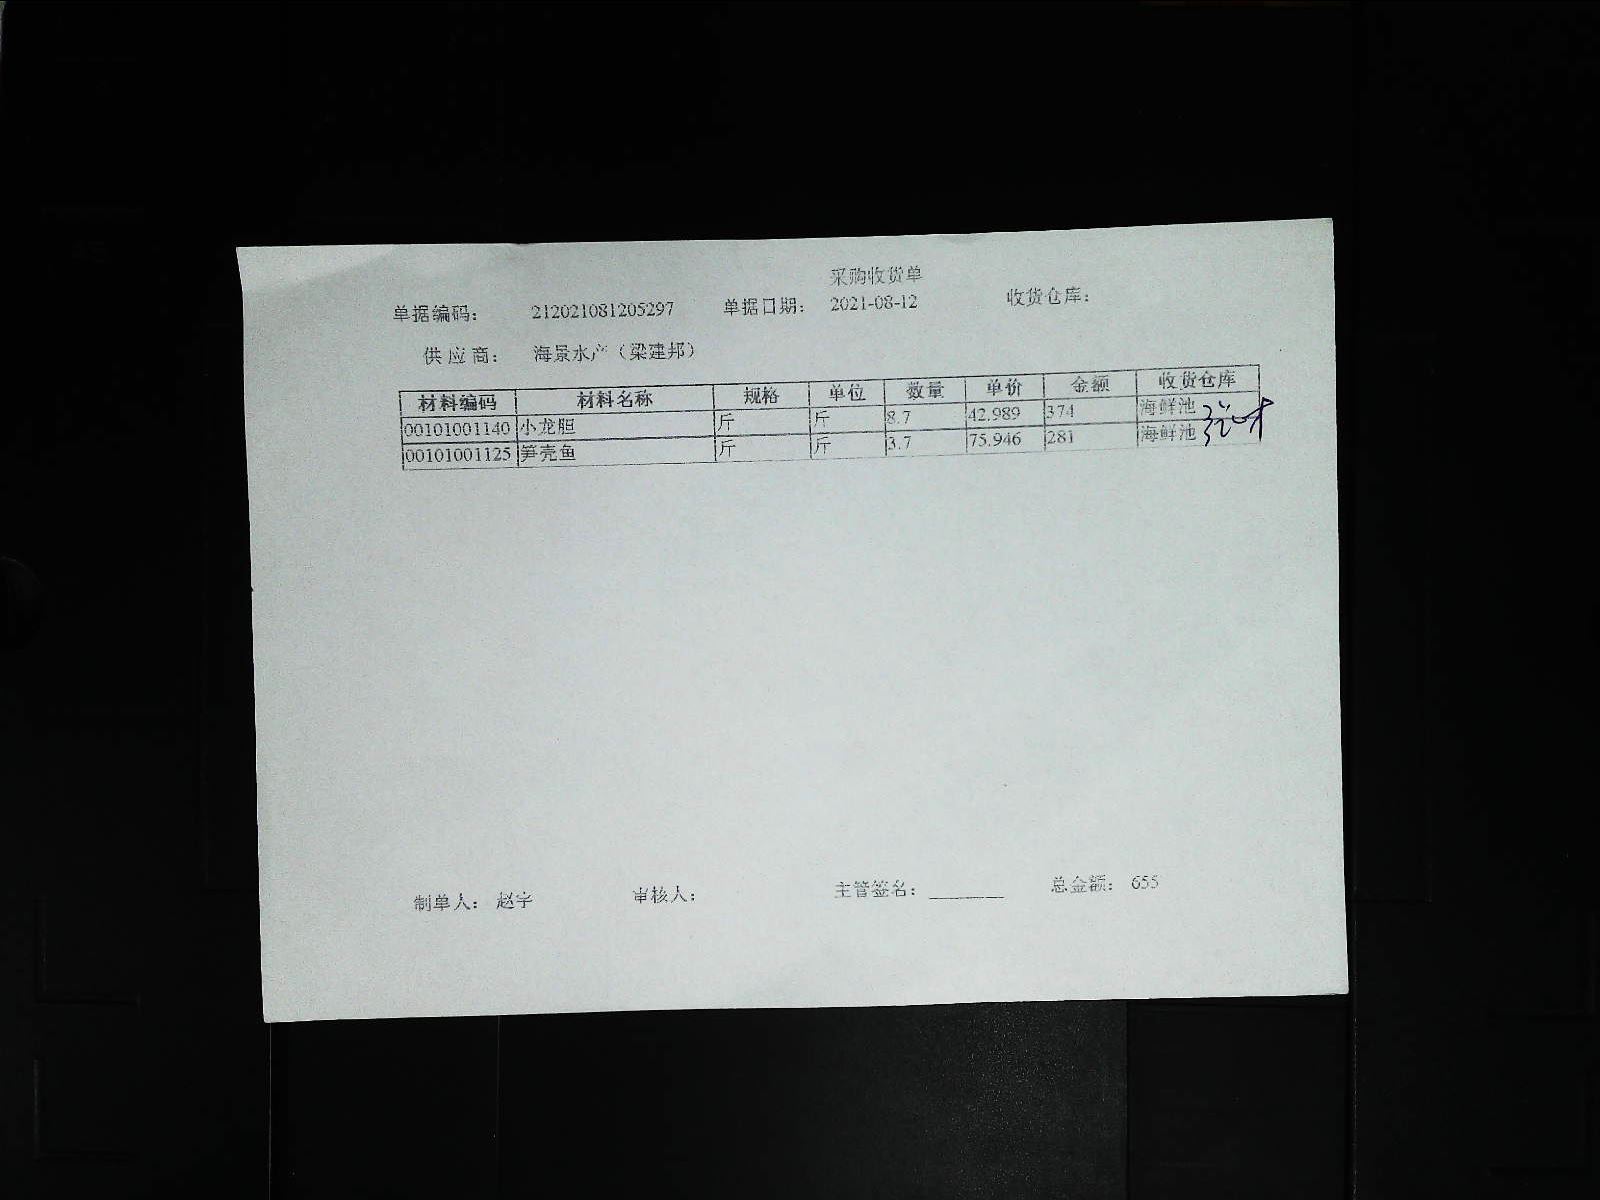 采购收货单
单据编码： 212021081205297 单据日期： 2021-08-12 收货仓库：
供应商： 海景水产（梁建邦）
材料编码 材料名称 规格 单位 数量 单价 金额 收货仓库
00101001140 小龙胆 斤 斤 8.7 42.989 374 海鲜池
00101001125 笋壳鱼 斤 斤 3.7 75.946 281 海鲜池
制单人： 赵宇 审核人： 主管签名： 总金额： 655